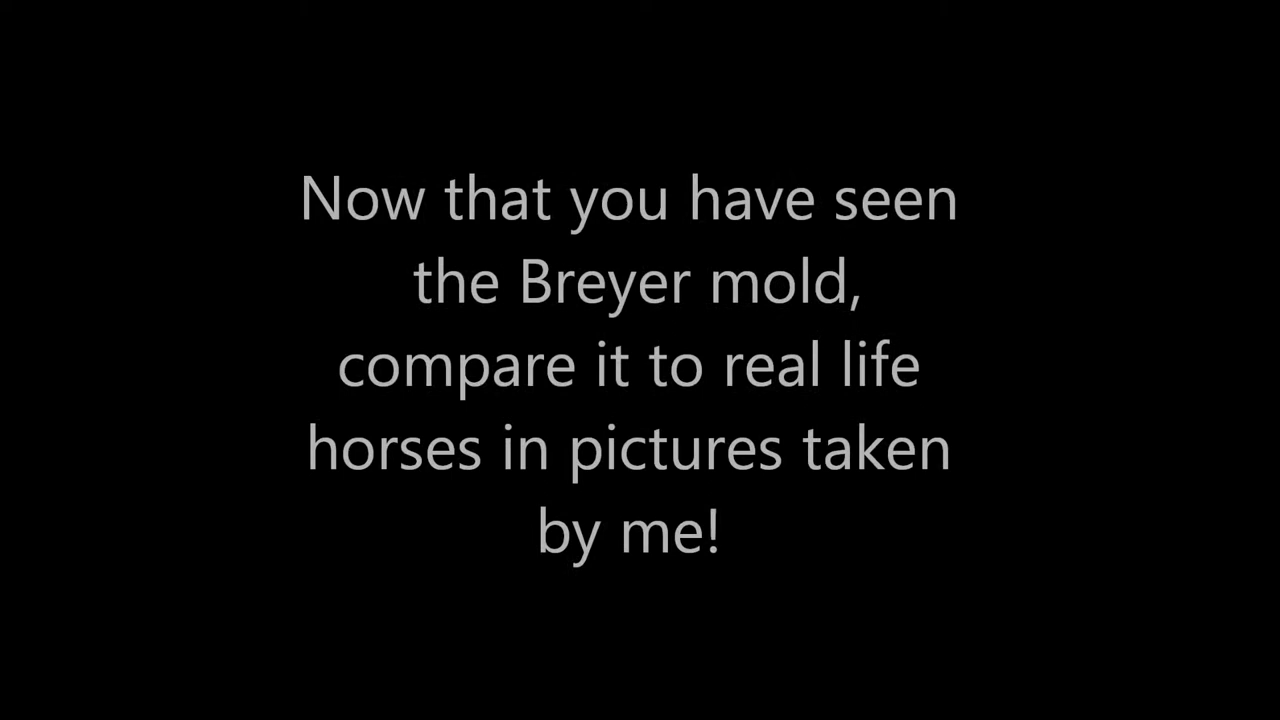 Now that you have seen
the Breyer mold,
compare it to real life
horses in pictures taken
by me!